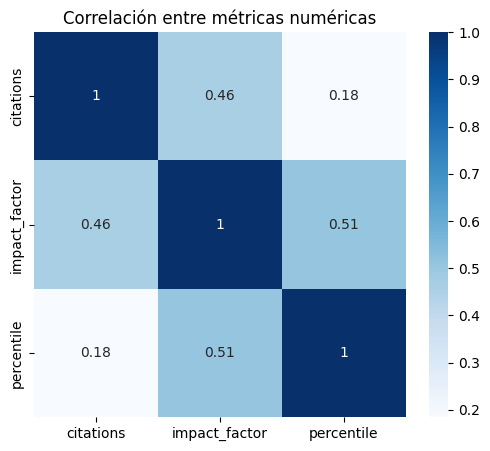 Correlación entre métricas numéricas
citations
1
0.46
0.18
impact_factor
0.46
1
0.51
percentile
0.18
0.51
1
citations
impact_factor
percentile
1.0
0.9
0.8
0.7
0.6
0.5
0.4
0.3
0.2